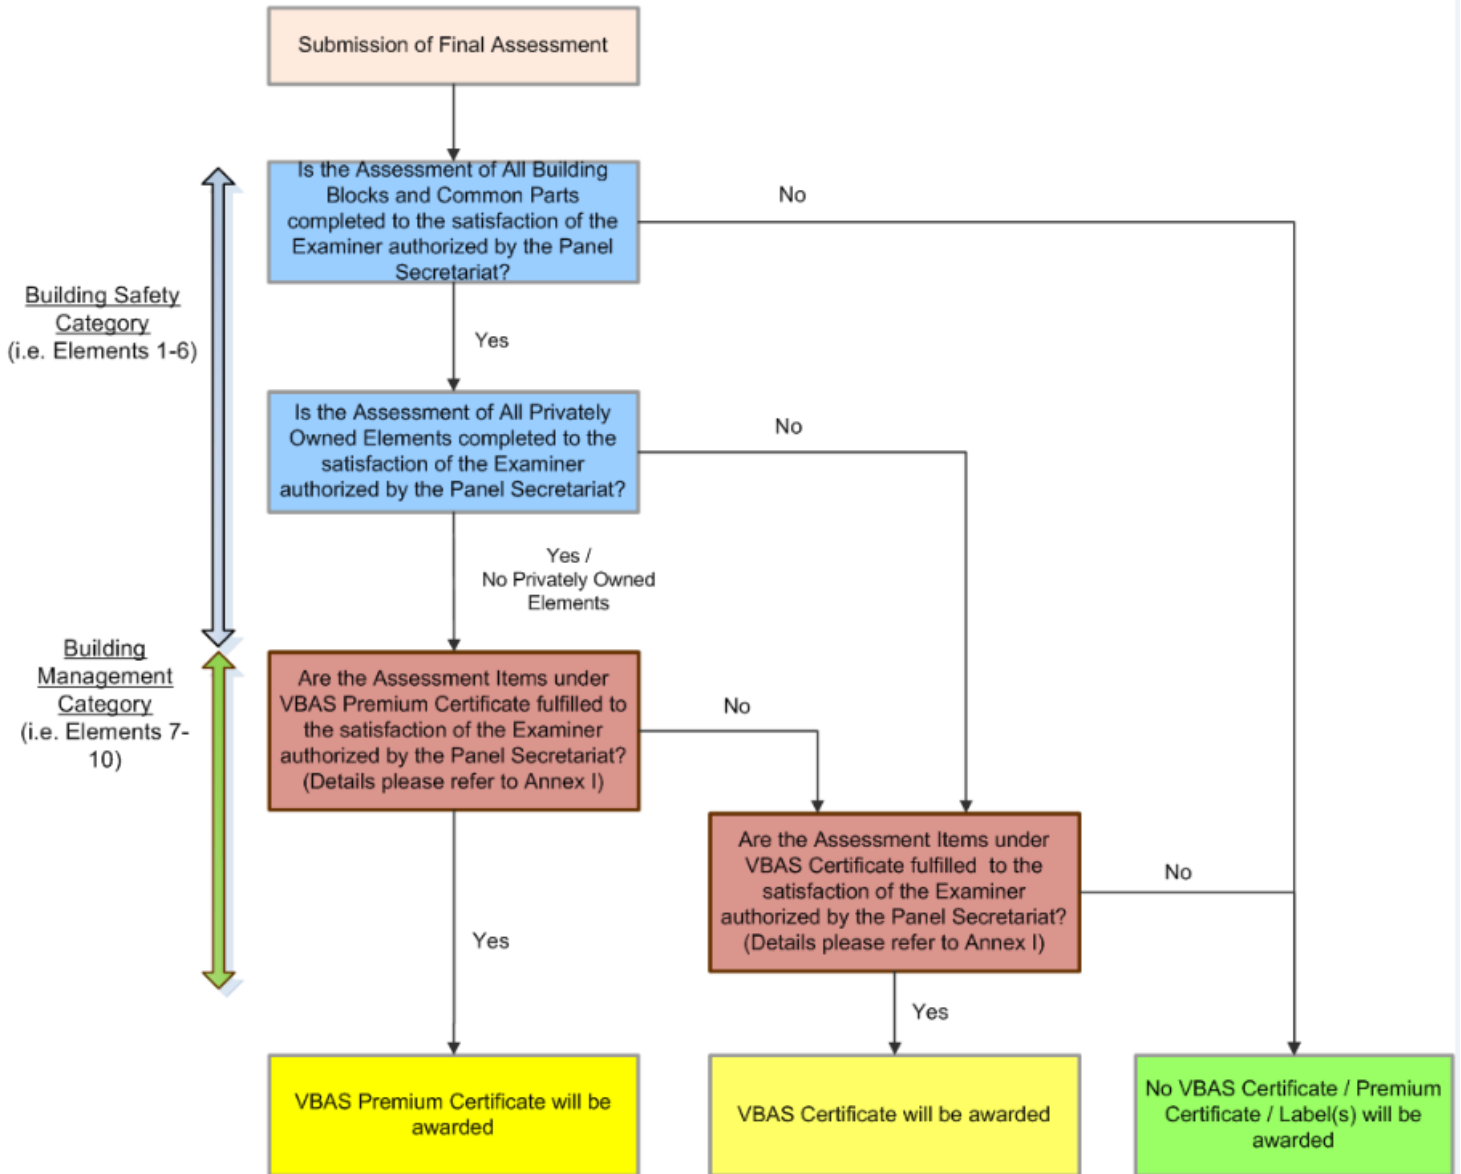 Submission of Final Assessment
Is the Assessment of All Building
Blocks and Common Parts
completed to the satisfaction of the
Examiner authorized by the Panel
Secretariat?
No
Building Safety
Category
(i.e. Elements 1-6)
Yes
Is the Assessment of All Privately
Owned Elements completed to the
satisfaction of the Examiner
authorized by the Panel Secretariat?
No
Yes /
No Privately Owned
Elements
Building
Management
Category
(i.e. Elements 7-
10)
Are the Assessment Items under
VBAS Premium Certificate fulfilled to
the satisfaction of the Examiner
authorized by the Panel Secretariat?
(Details please refer to Annex I)
No
Are the Assessment Items under
VBAS Certificate fulfilled to the
satisfaction of the Examiner
authorized by the Panel Secretariat?
(Details please refer to Annex I)
No
Yes
Yes
VBAS Premium Certificate will be
awarded
VBAS Certificate will be awarded
No VBAS Certificate / Premium
Certificate / Label(s) will be
awarded